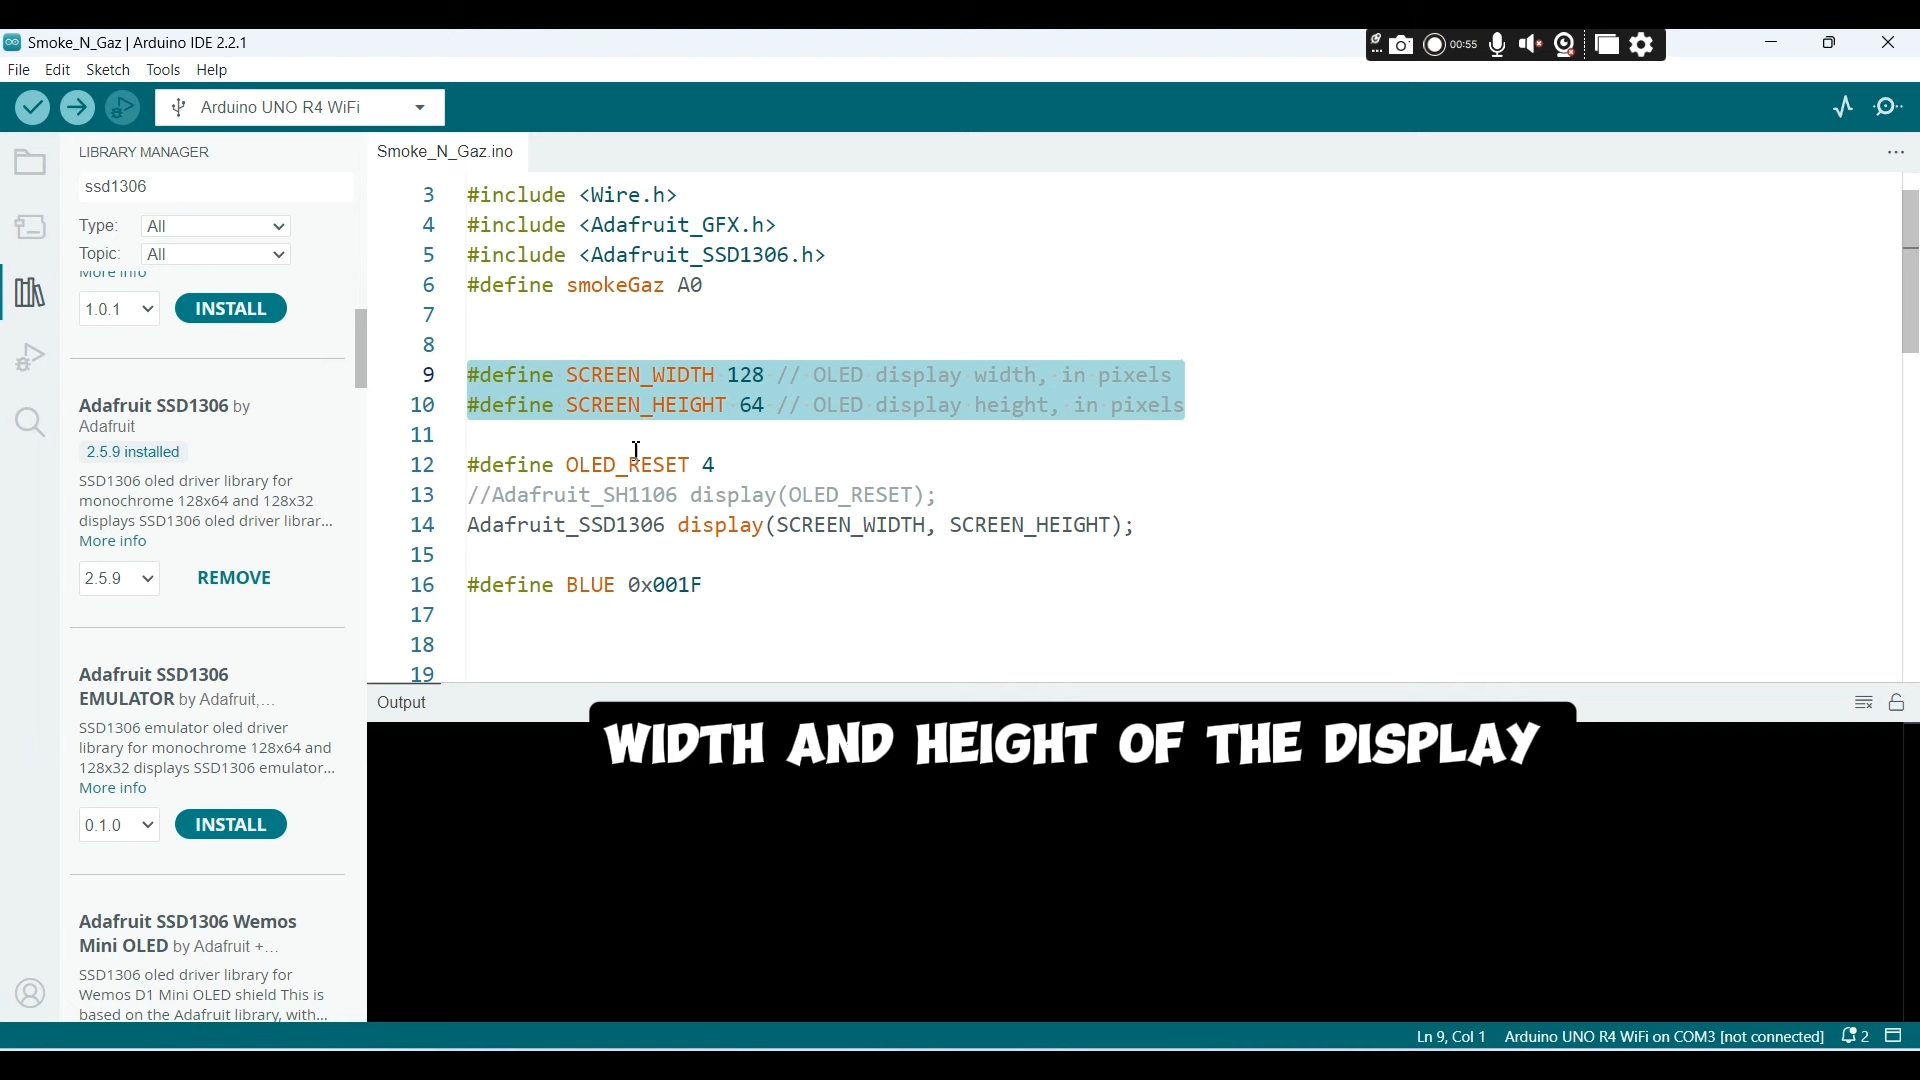 Smoke_N_Gaz | Arduino IDE 2.2.1
00:55
File Edit Sketch Tools Help
Arduino UNO R4 WiFi
LIBRARY MANAGER
ssd1306
Type: All
Topic: All
More info
1.0.1 INSTALL
Adafruit SSD1306 by
Adafruit
2.5.9 installed
SSD1306 oled driver library for
monochrome 128x64 and 128x32
displays SSD1306 oled driver librar...
More info
2.5.9 REMOVE
Adafruit SSD1306
EMULATOR by Adafruit,...
SSD1306 emulator oled driver
library for monochrome 128x64 and
128x32 displays SSD1306 emulator...
More info
0.1.0 INSTALL
Adafruit SSD1306 Wemos
Mini OLED by Adafruit +...
SSD1306 oled driver library for
Wemos D1 Mini OLED shield This is
based on the Adafruit library, with...
Smoke_N_Gaz.ino
3 #include <Wire.h>
4 #include <Adafruit_GFX.h>
5 #include <Adafruit_SSD1306.h>
6 #define smokeGaz A0
7
8
9 #define SCREEN_WIDTH 128 // OLED display width, in pixels
10 #define SCREEN_HEIGHT 64 // OLED display height, in pixels
11
12 #define OLED_RESET 4
13 //Adafruit_SH1106 display(OLED_RESET);
14 Adafruit_SSD1306 display(SCREEN_WIDTH, SCREEN_HEIGHT);
15
16 #define BLUE 0x001F
17
18
19
Output
WIDTH AND HEIGHT OF THE DISPLAY
Ln 9, Col 1 Arduino UNO R4 WiFi on COM3 [not connected] 2